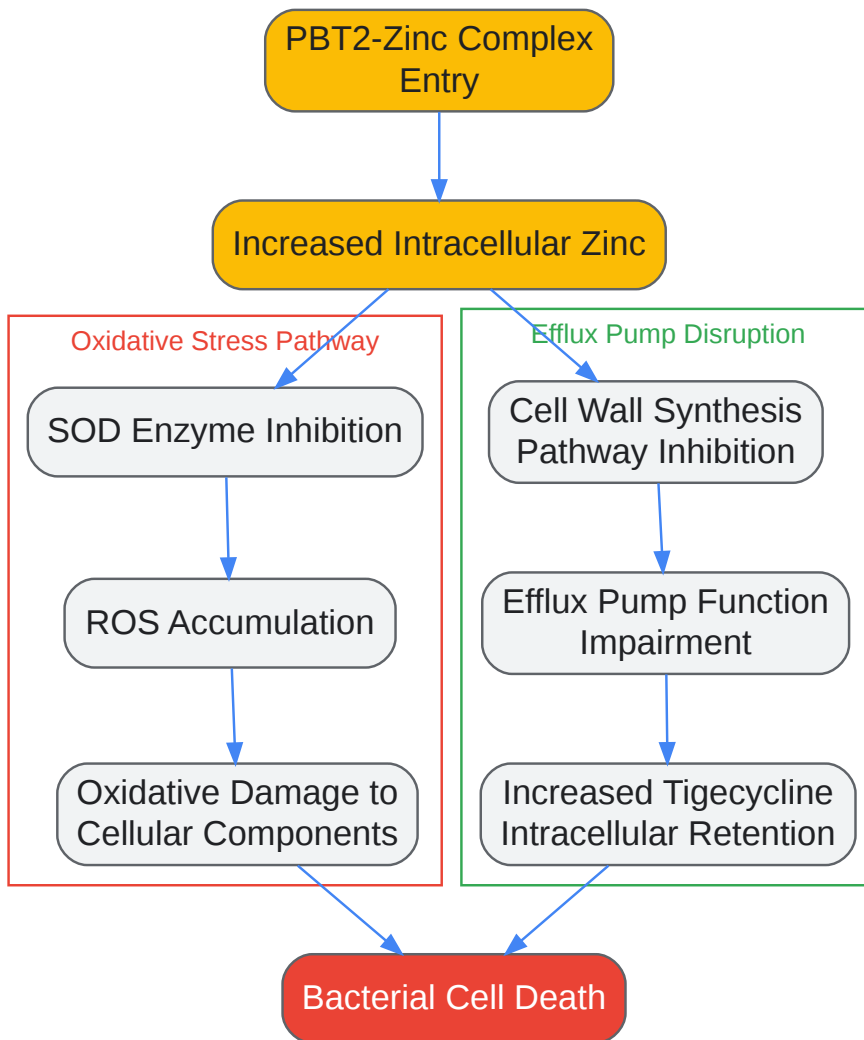 PBT2-Zinc Complex
Entry
Increased Intracellular Zinc
Oxidative Stress Pathway
SOD Enzyme Inhibition
ROS Accumulation
Oxidative Damage to
Cellular Components
Efflux Pump Disruption
Cell Wall Synthesis
Pathway Inhibition
Efflux Pump Function
Impairment
Increased Tigecycline
Intracellular Retention
Bacterial Cell Death